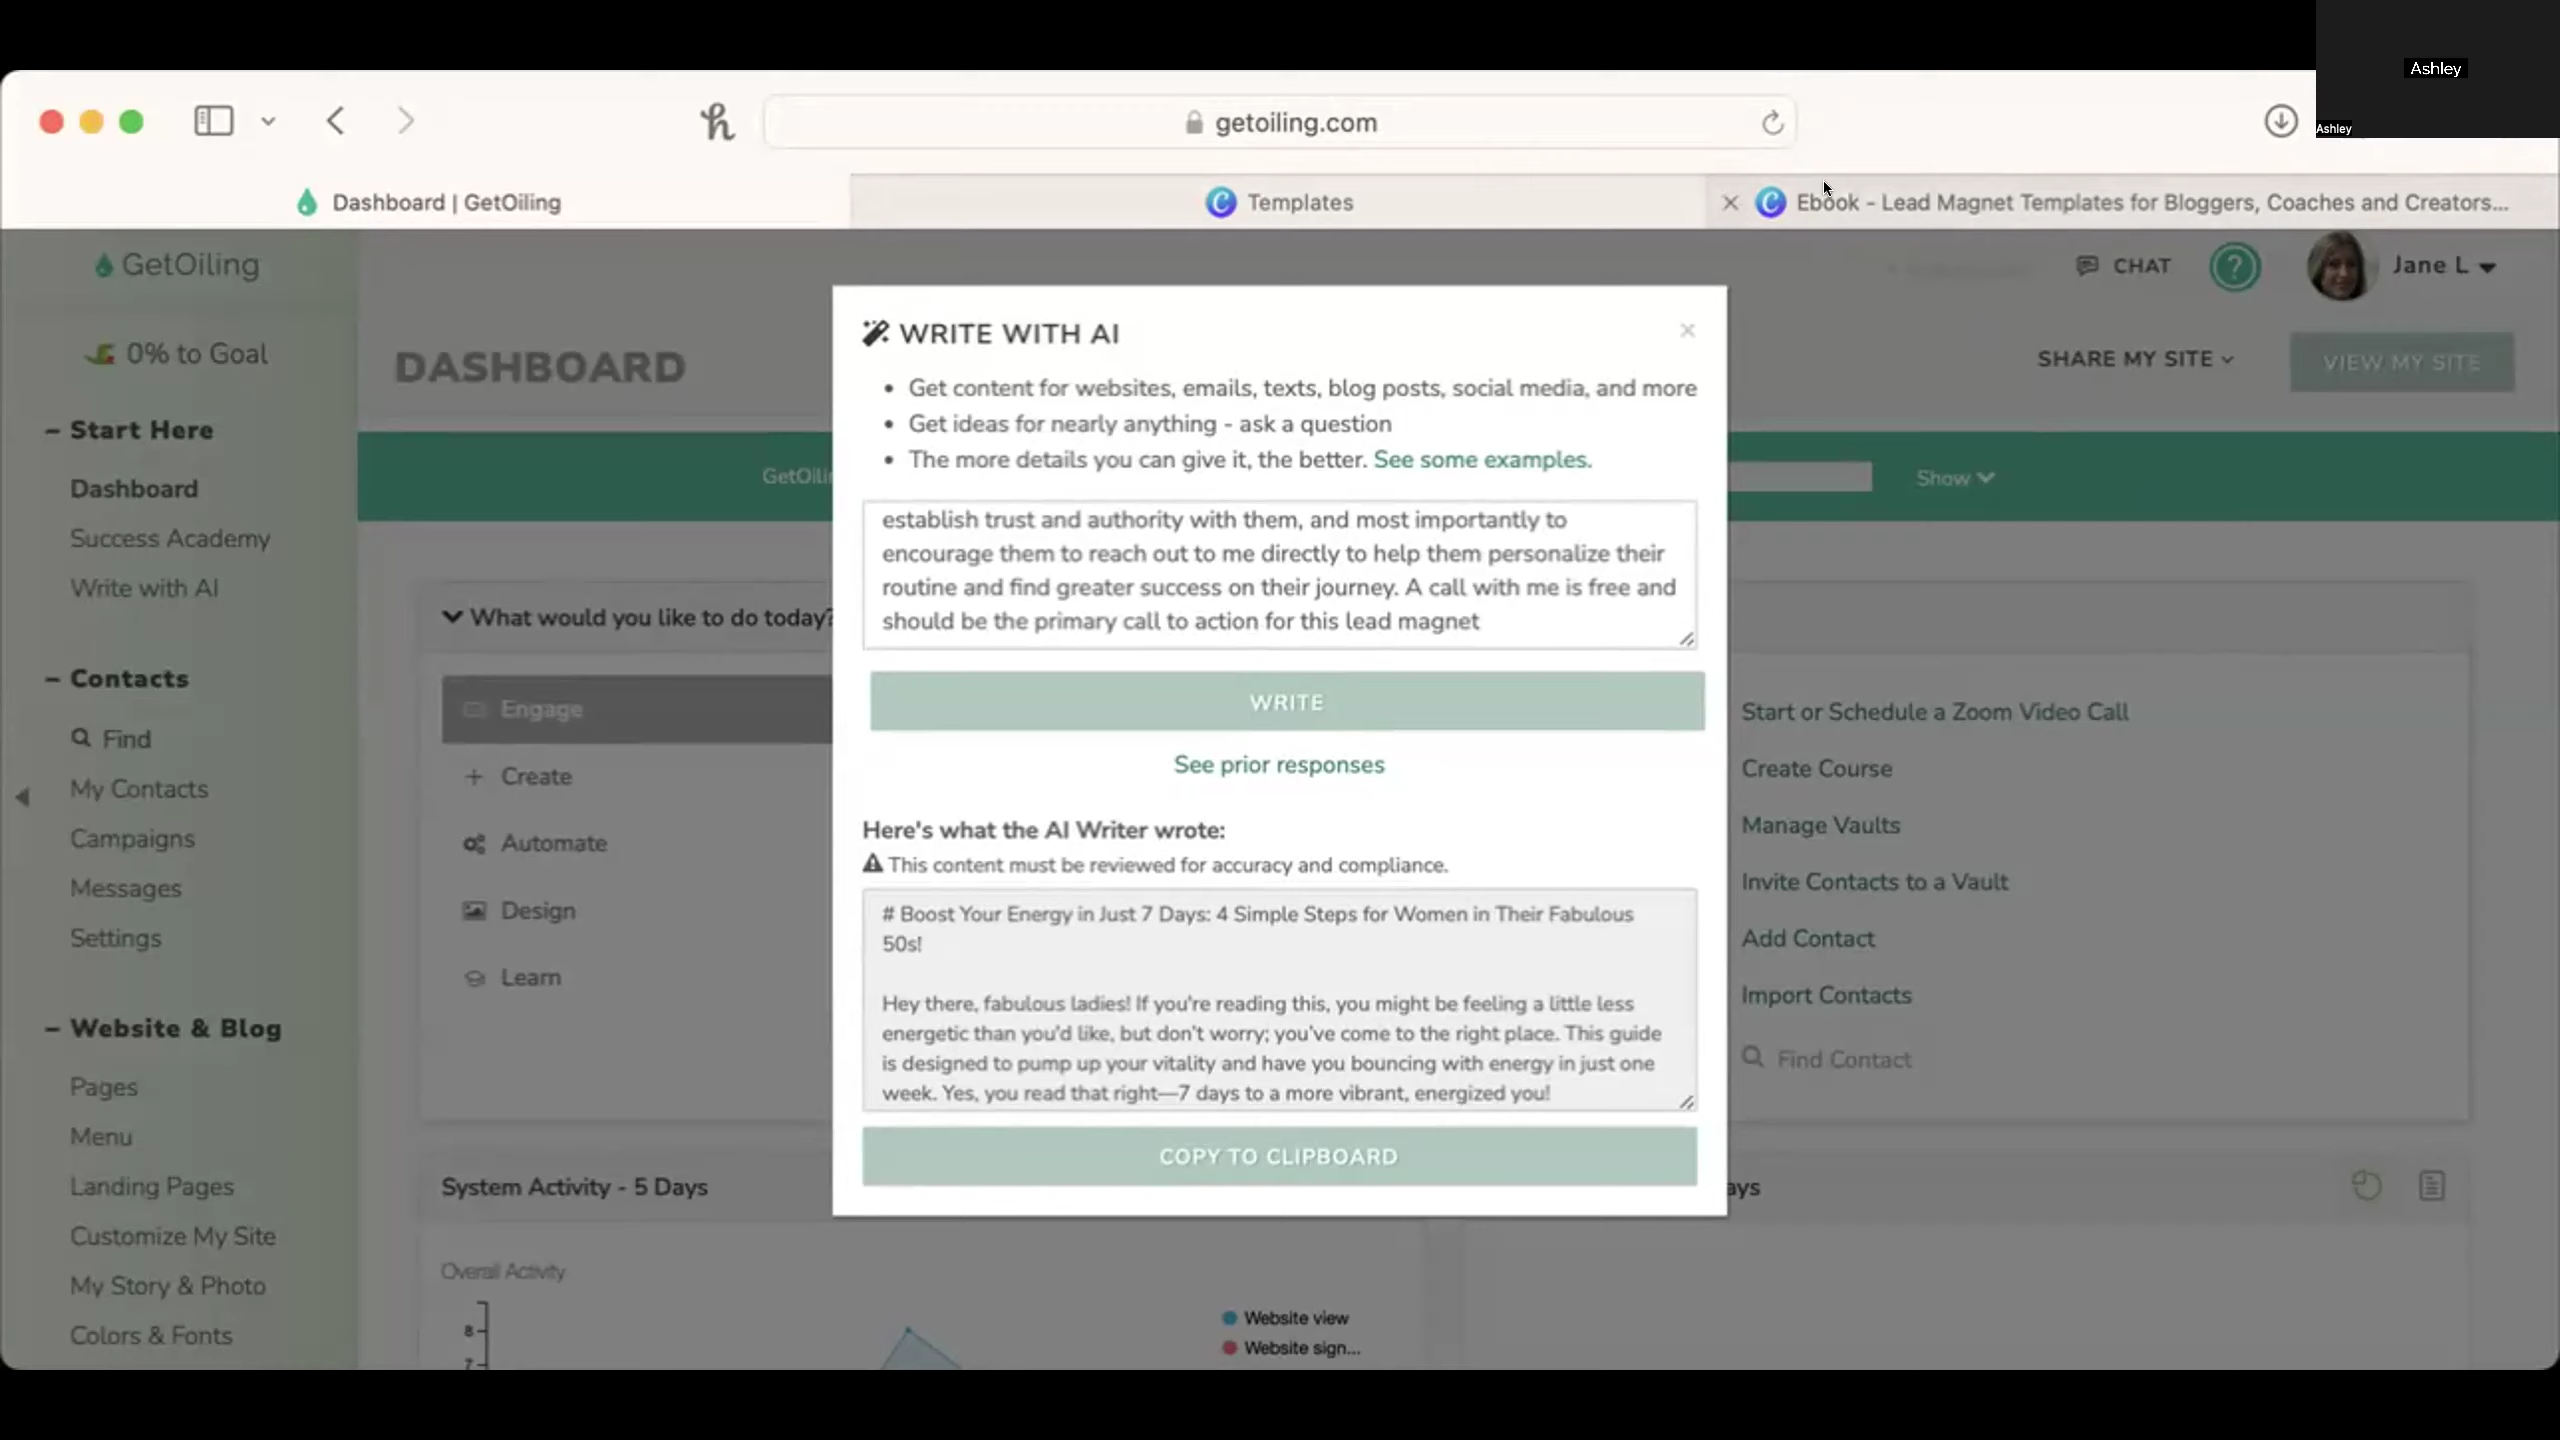 Ashley
Ashley
getoiling.com
Dashboard | GetOiling
Templates
Ebook - Lead Magnet Templates for Bloggers, Coaches and Creators...
GetOiling
CHAT
?
Jane L
0% to Goal
DASHBOARD
SHARE MY SITE
VIEW MY SITE
– Start Here
Dashboard
Success Academy
Write with AI
– Contacts
Find
My Contacts
Campaigns
Messages
Settings
– Website & Blog
Pages
Menu
Landing Pages
Customize My Site
My Story & Photo
Colors & Fonts
Show
What would you like to do today?
Engage
Create
Automate
Design
Learn
WRITE WITH AI
×
• Get content for websites, emails, texts, blog posts, social media, and more
• Get ideas for nearly anything - ask a question
• The more details you can give it, the better. See some examples.
establish trust and authority with them, and most importantly to
encourage them to reach out to me directly to help them personalize their
routine and find greater success on their journey. A call with me is free and
should be the primary call to action for this lead magnet
WRITE
See prior responses
Here's what the AI Writer wrote:
This content must be reviewed for accuracy and compliance.
# Boost Your Energy in Just 7 Days: 4 Simple Steps for Women in Their Fabulous
50s!
Hey there, fabulous ladies! If you're reading this, you might be feeling a little less
energetic than you'd like, but don't worry; you've come to the right place. This guide
is designed to pump up your vitality and have you bouncing with energy in just one
week. Yes, you read that right—7 days to a more vibrant, energized you!
COPY TO CLIPBOARD
Start or Schedule a Zoom Video Call
Create Course
Manage Vaults
Invite Contacts to a Vault
Add Contact
Import Contacts
Find Contact
System Activity - 5 Days
ays
Overall Activity
8
7
Website view
Website sign...